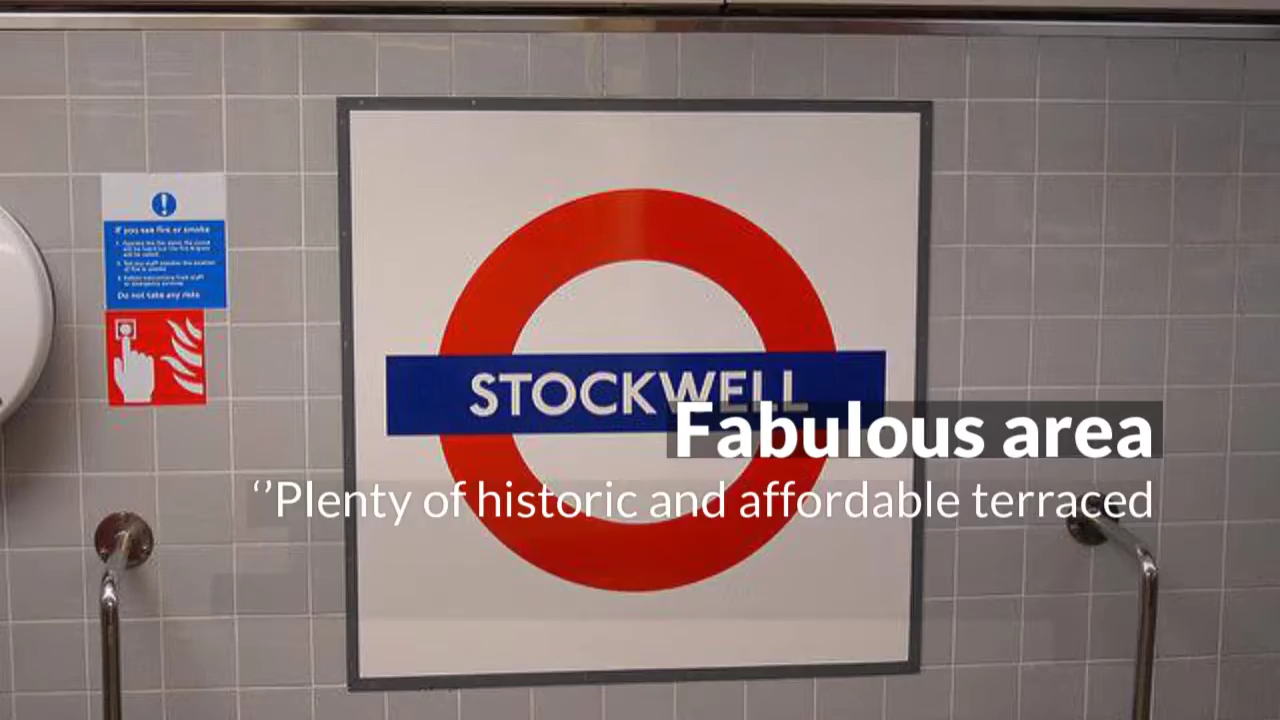 If you see fire or smoke
Do not take any risks
STOCKWELL
Fabulous area
‘’Plenty of historic and affordable terraced